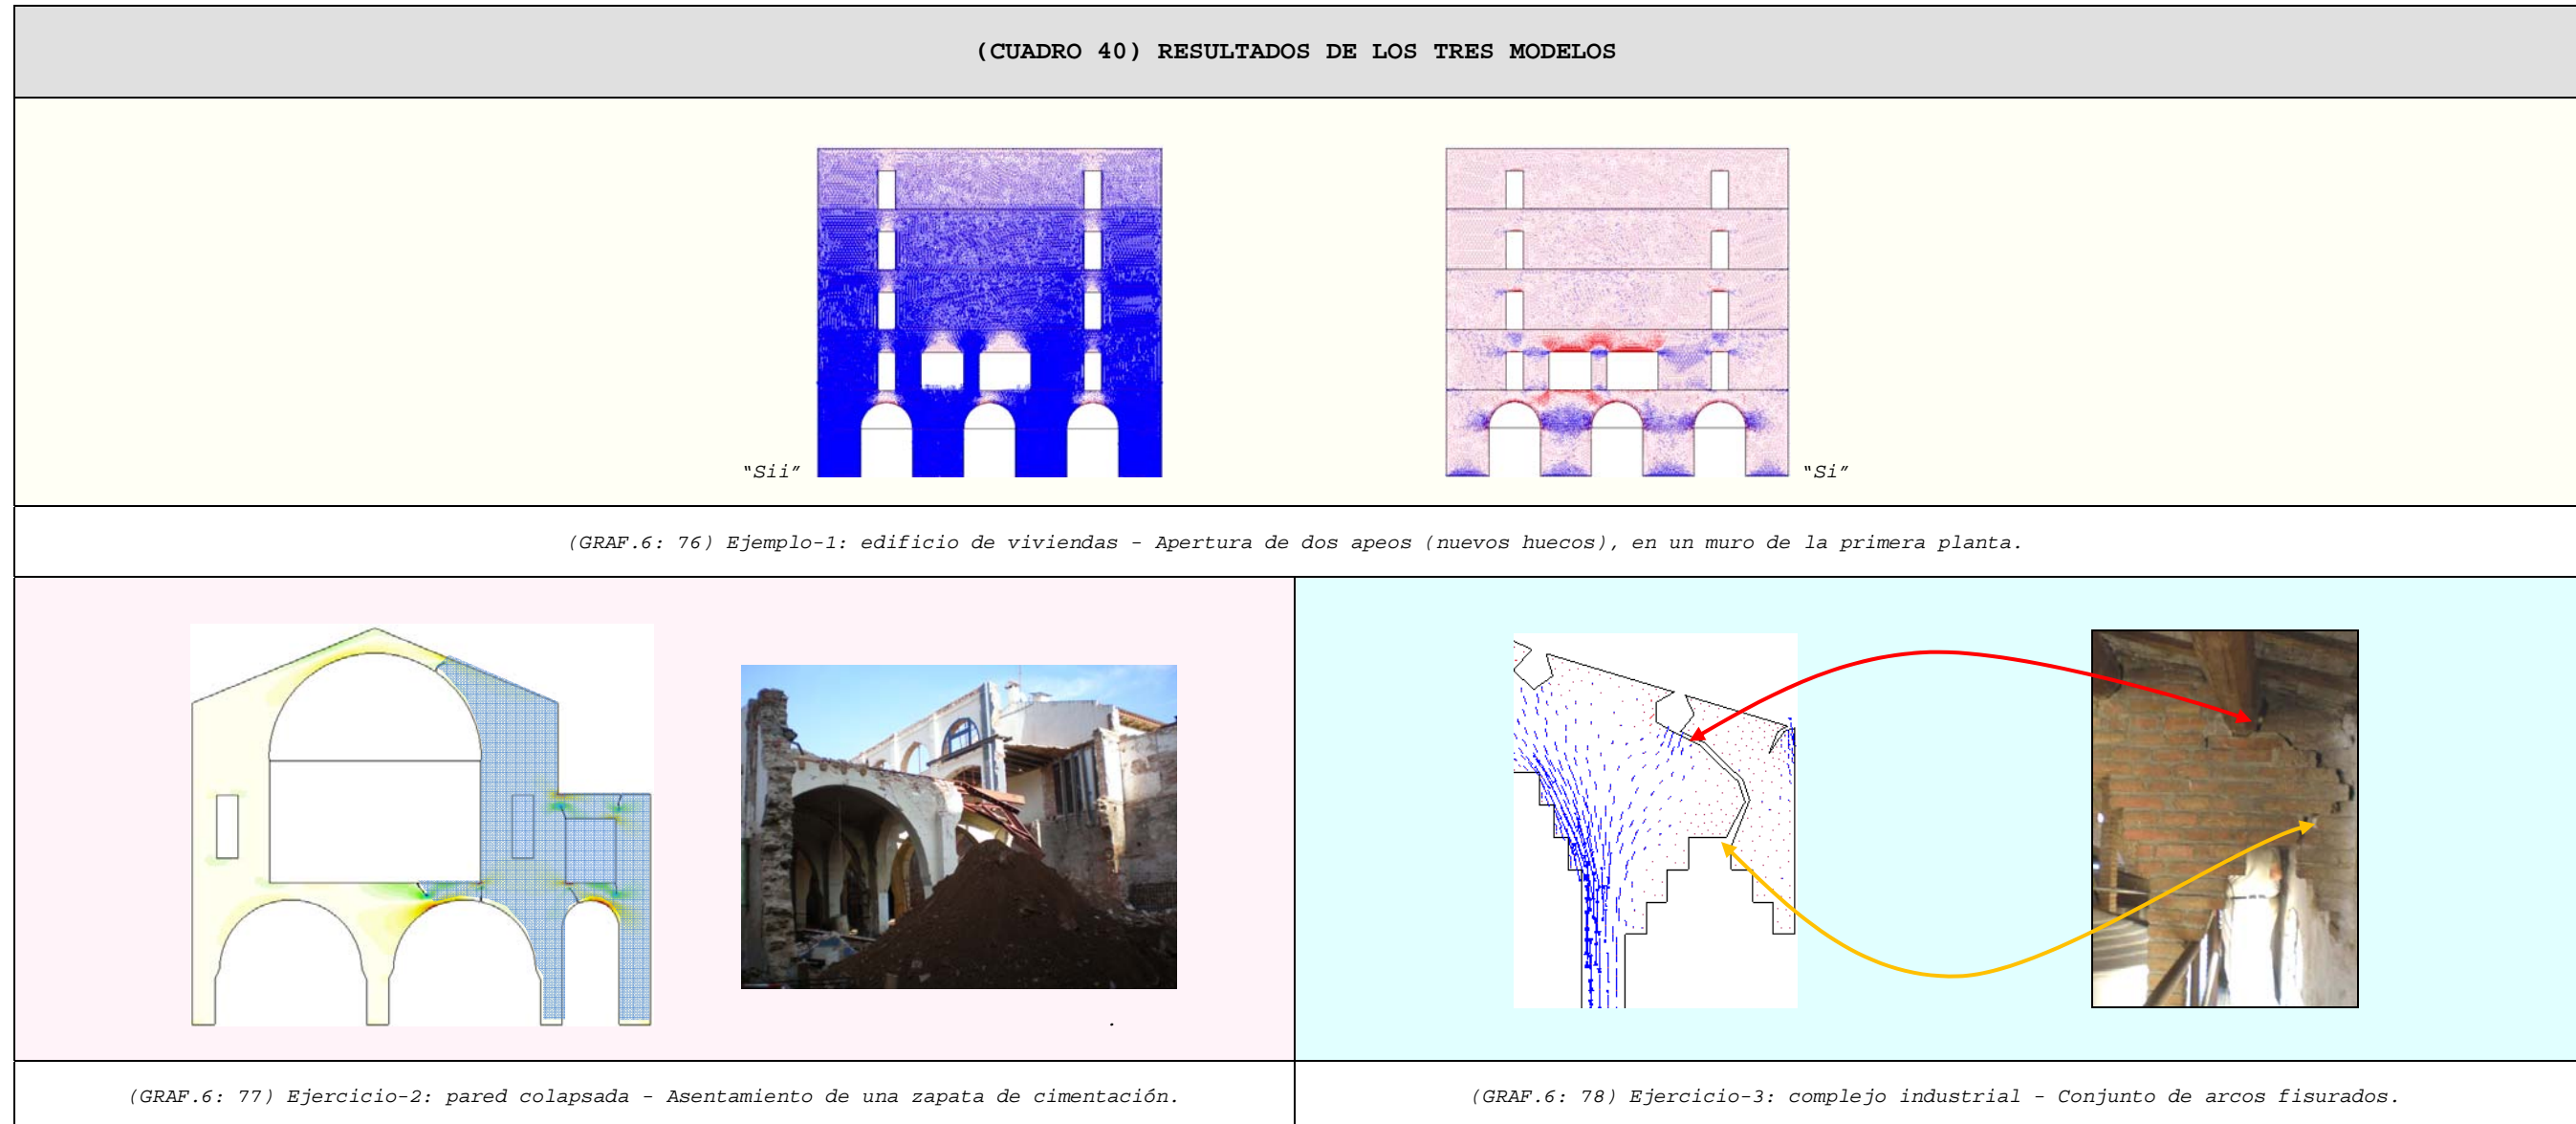 (CUADRO 40) RESULTADOS DE LOS TRES MODELOS
“Sii”
“Si”
(GRAF.6: 76) Ejemplo-1: edificio de viviendas - Apertura de dos apeos (nuevos huecos), en un muro de la primera planta.
.
(GRAF.6: 77) Ejercicio-2: pared colapsada - Asentamiento de una zapata de cimentación.
(GRAF.6: 78) Ejercicio-3: complejo industrial - Conjunto de arcos fisurados.